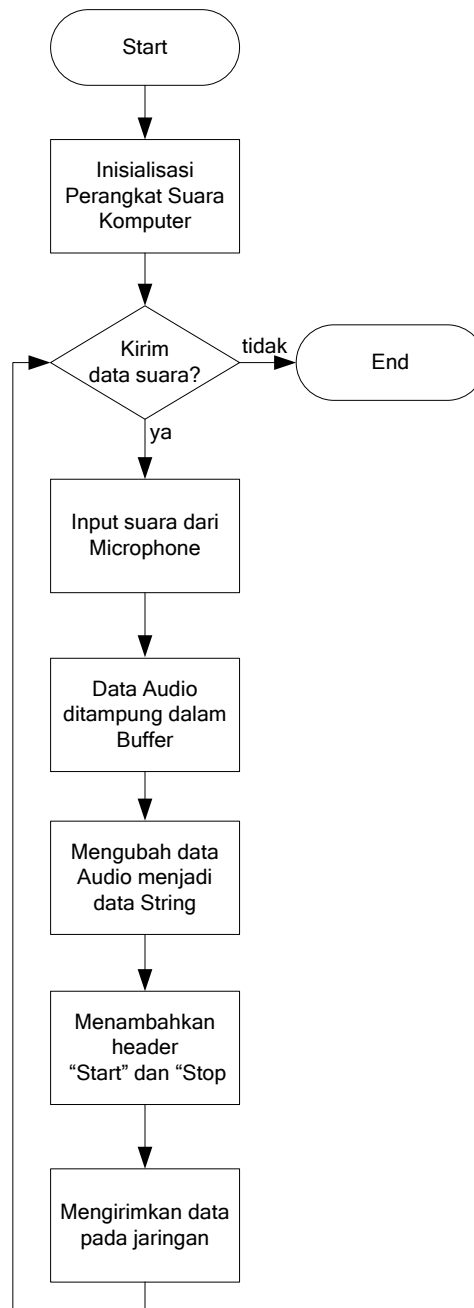 Start
Inisialisasi
Perangkat Suara
Komputer
Kirim
data suara?
tidak
End
ya
Input suara dari
Microphone
Data Audio
ditampung dalam
Buffer
Mengubah data
Audio menjadi
data String
Menambahkan
header
“Start” dan “Stop
Mengirimkan data
pada jaringan